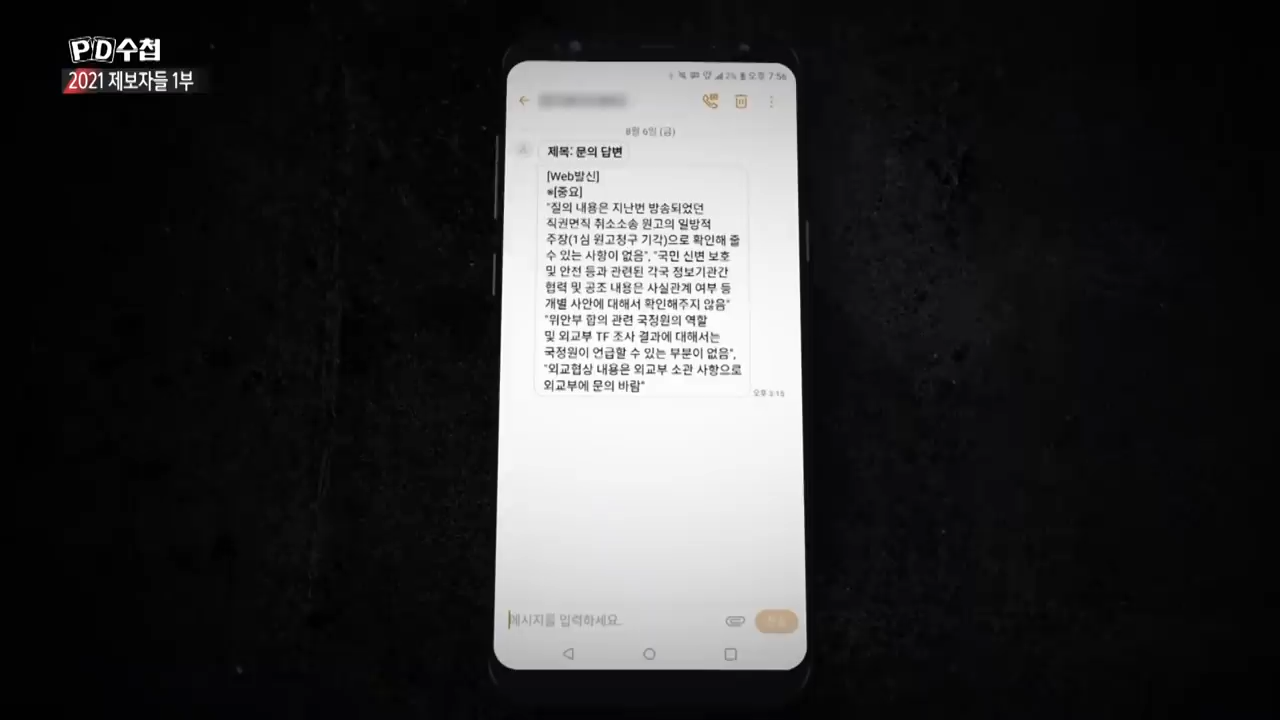 PD수첩
2021 제보자들 1부
2% 오후 7:56
8월 6일 (금)
제목: 문의 답변
[Web발신]
※[중요]
"질의 내용은 지난번 방송되었던
직권면직 취소소송 원고의 일방적
주장(1심 원고청구 기각)으로 확인해 줄
수 있는 사항이 없음", "국민 신변 보호
및 안전 등과 관련된 각국 정보기관간
협력 및 공조 내용은 사실관계 여부 등
개별 사안에 대해서 확인해주지 않음"
"위안부 합의 관련 국정원의 역할
및 외교부 TF 조사 결과에 대해서는
국정원이 언급할 수 있는 부분이 없음",
"외교협상 내용은 외교부 소관 사항으로
외교부에 문의 바람"
오후 3:15
메시지를 입력하세요.